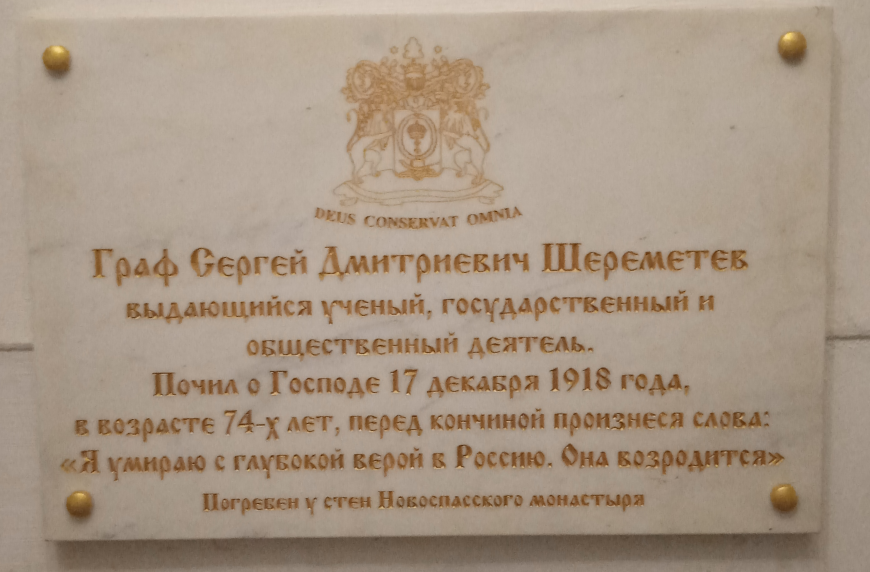 DEUS CONSERVAT OMNIA
Граф Сергей Дмитриевич Шереметев
выдающийся ученый, государственный и
общественный деятель.
Почил о Господе 17 декабря 1918 года,
в возрасте 74-х лет, перед кончиной произнеся слова:
«Я умираю с глубокой верой в Россию. Она возродится»
Погребен у стен Новоспасского монастыря